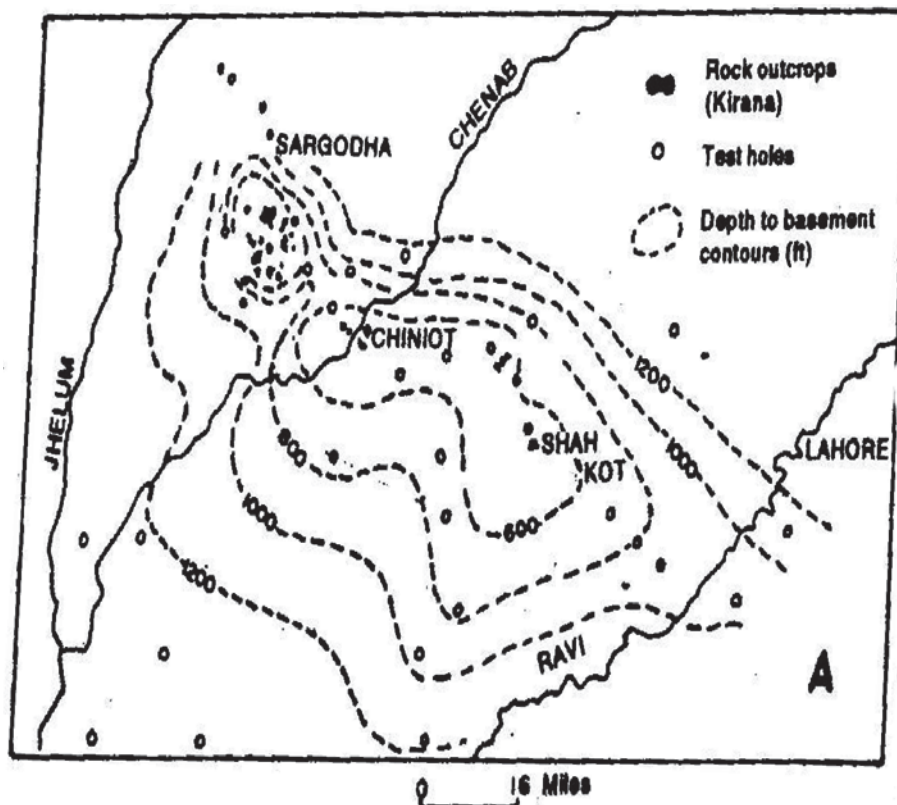 Rock outcrops
(Kirana)
Test holes
Depth to basement
contours (ft)
CHENAB
SARGODHA
JHELUM
CHINIOT
SHAH
KOT
LAHORE
1200
1000
800
1000
600
1200
RAVI
A
0 16 Miles